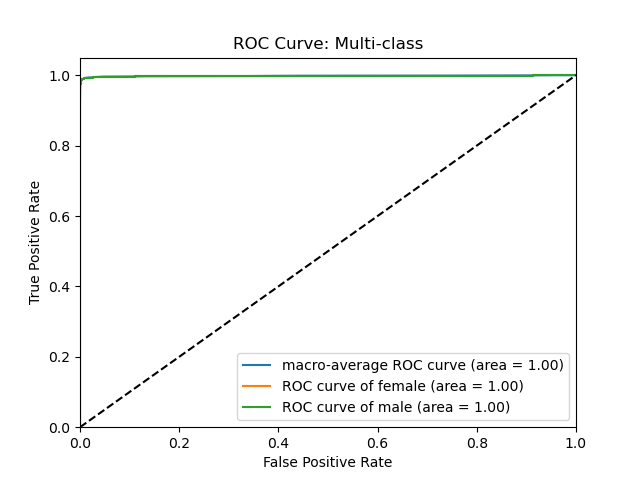 ROC Curve: Multi-class
1.0
0.8
0.6
0.4
0.2
0.0
True Positive Rate
macro-average ROC curve (area = 1.00)
ROC curve of female (area = 1.00)
ROC curve of male (area = 1.00)
0.0 0.2 0.4 0.6 0.8 1.0
False Positive Rate